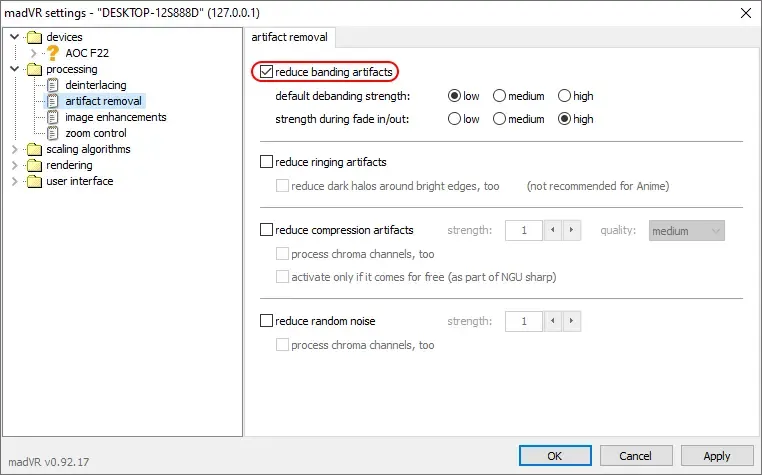 madVR settings - "DESKTOP-12S888D" (127.0.0.1)
devices
AOC F22
processing
deinterlacing
artifact removal
image enhancements
zoom control
scaling algorithms
rendering
user interface
artifact removal
reduce banding artifacts
default debanding strength: low medium high
strength during fade in/out: low medium high
reduce ringing artifacts
reduce dark halos around bright edges, too (not recommended for Anime)
reduce compression artifacts strength: 1 quality: medium
process chroma channels, too
activate only if it comes for free (as part of NGU sharp)
reduce random noise strength: 1
process chroma channels, too
madVR v0.92.17
OK Cancel Apply